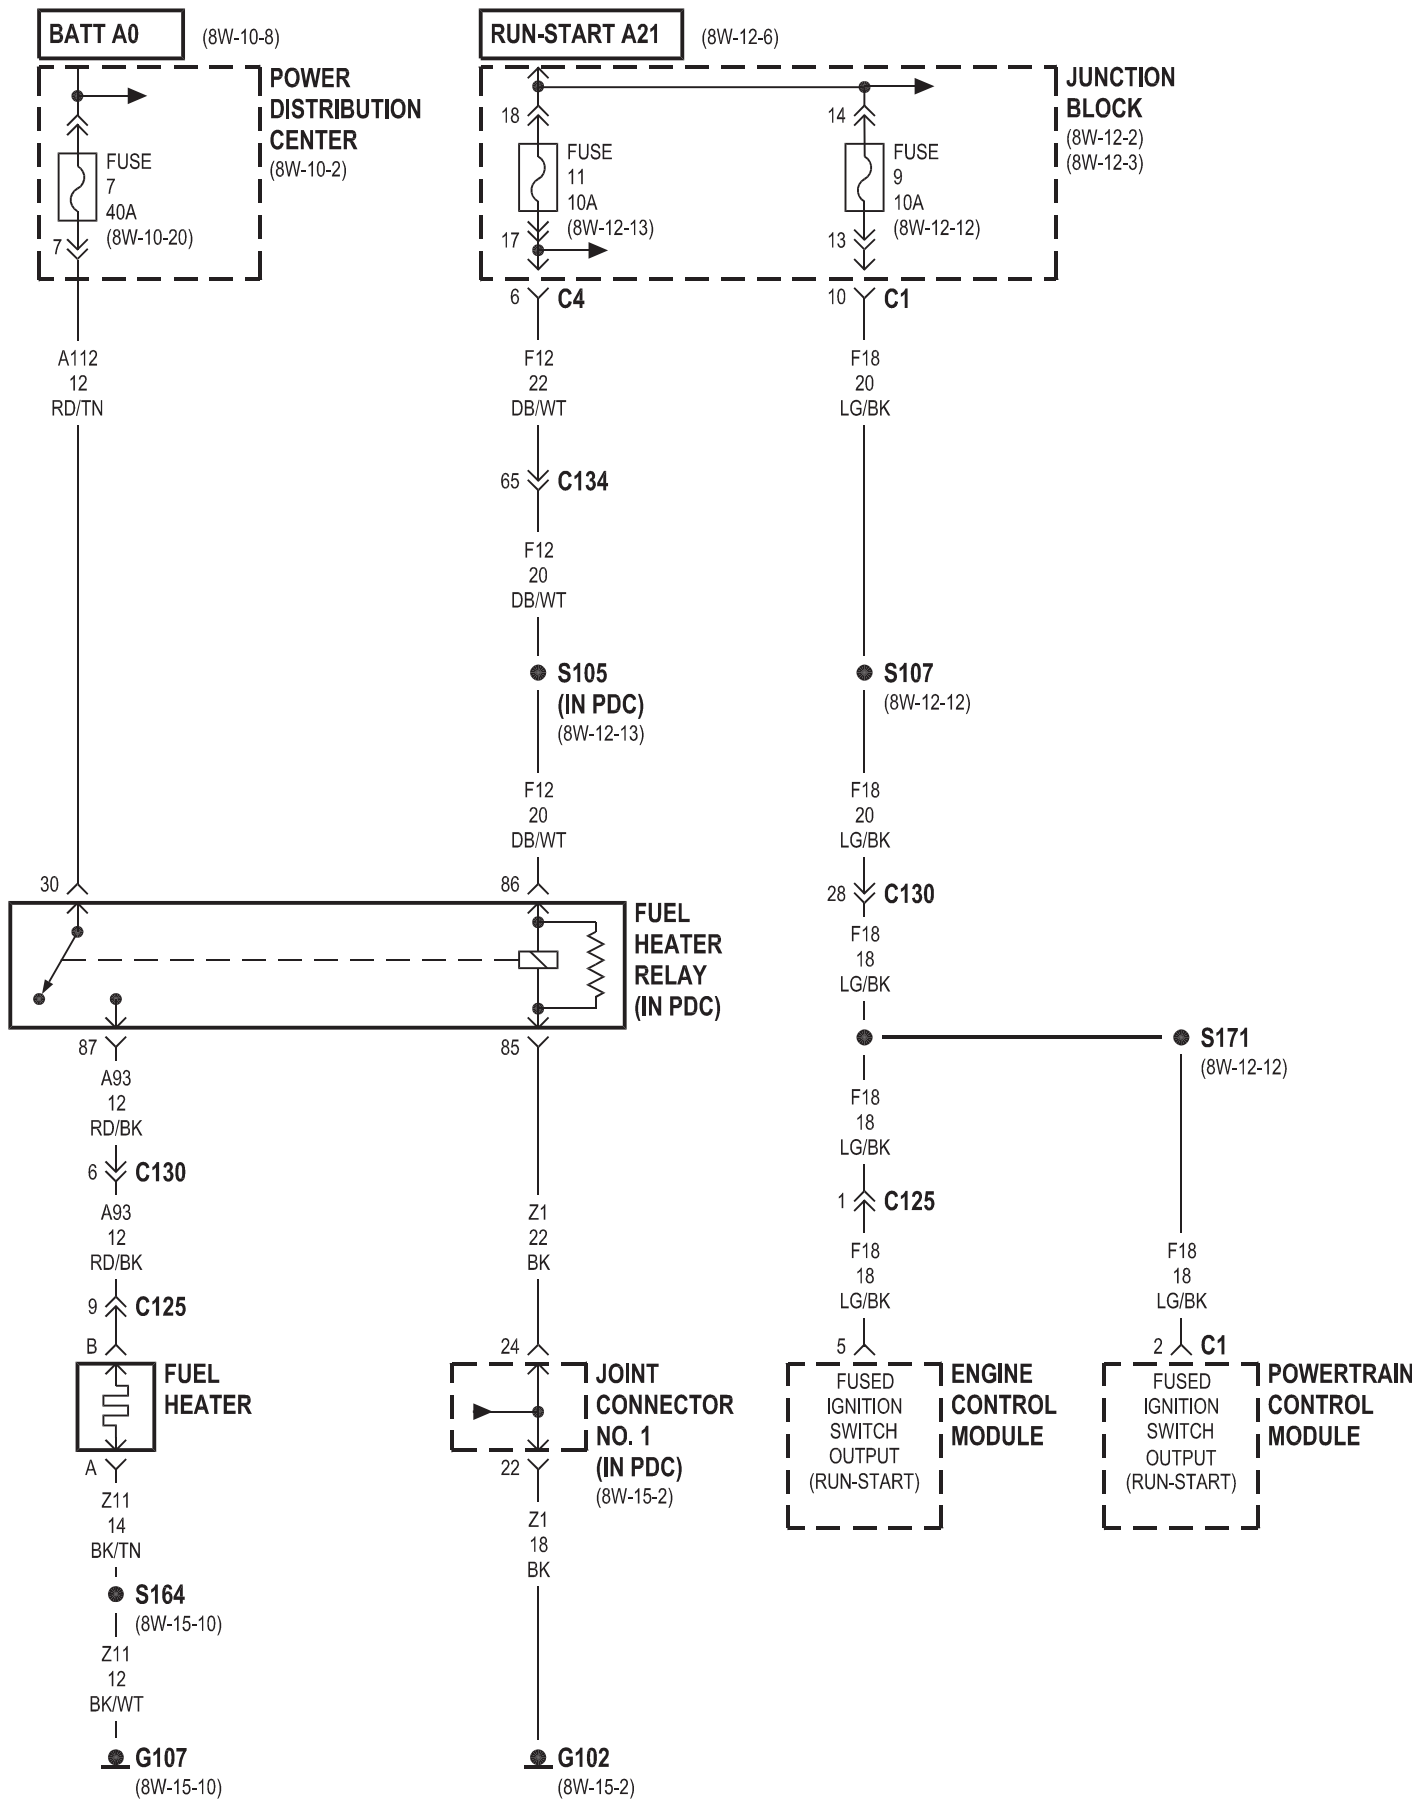 BATT A0
(8W-10-8)
RUN-START A21
(8W-12-6)
POWER
DISTRIBUTION
CENTER
(8W-10-2)
FUSE
7
40A
(8W-10-20)
7
JUNCTION
BLOCK
(8W-12-2)
(8W-12-3)
18
FUSE
11
10A
(8W-12-13)
17
14
FUSE
9
10A
(8W-12-12)
13
6
C4
10
C1
A112
12
RD/TN
F12
22
DB/WT
F18
20
LG/BK
65
C134
F12
20
DB/WT
S105
(IN PDC)
(8W-12-13)
S107
(8W-12-12)
F12
20
DB/WT
F18
20
LG/BK
30
86
28
C130
FUEL
HEATER
RELAY
(IN PDC)
F18
18
LG/BK
87
85
S171
(8W-12-12)
A93
12
RD/BK
F18
18
LG/BK
6
C130
1
C125
A93
12
RD/BK
Z1
22
BK
F18
18
LG/BK
F18
18
LG/BK
9
C125
B
24
5
2
C1
FUEL
HEATER
JOINT
CONNECTOR
NO. 1
(IN PDC)
(8W-15-2)
FUSED
IGNITION
SWITCH
OUTPUT
(RUN-START)
ENGINE
CONTROL
MODULE
FUSED
IGNITION
SWITCH
OUTPUT
(RUN-START)
POWERTRAIN
CONTROL
MODULE
A
22
Z11
14
BK/TN
Z1
18
BK
S164
(8W-15-10)
Z11
12
BK/WT
G107
(8W-15-10)
G102
(8W-15-2)